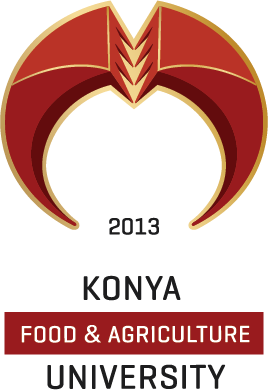 2013
KONYA
FOOD & AGRICULTURE
UNIVERSITY